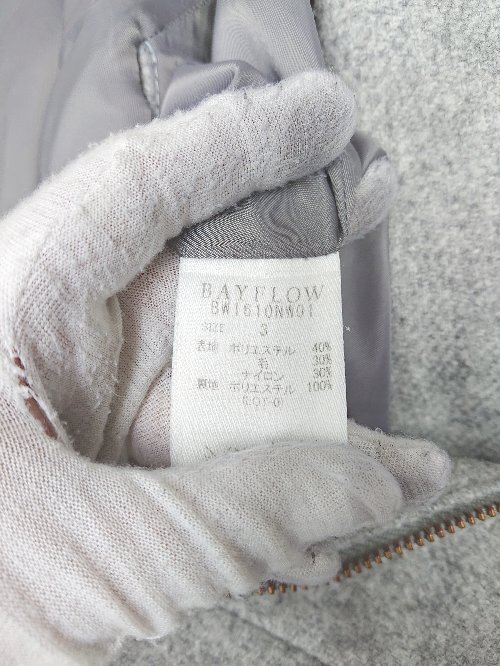 BAYFLOW
BW1610NW01
SIZE 3
表地 ポリエステル 40%
毛 30%
ナイロン 30%
裏地 ポリエステル 100%